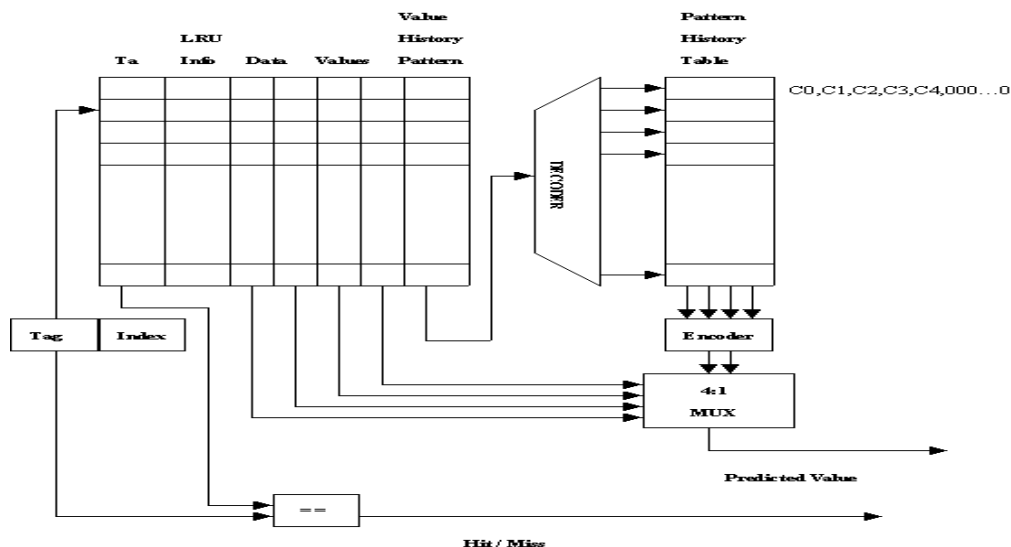 Value
History
Pattern
LRU
Info
Ta
Data
Values
Pattern
History
Table
C0,C1,C2,C3,C4,000...0
DECODER
Tag
Index
Encoder
4:1
MUX
Predicted Value
==
Hit / Miss